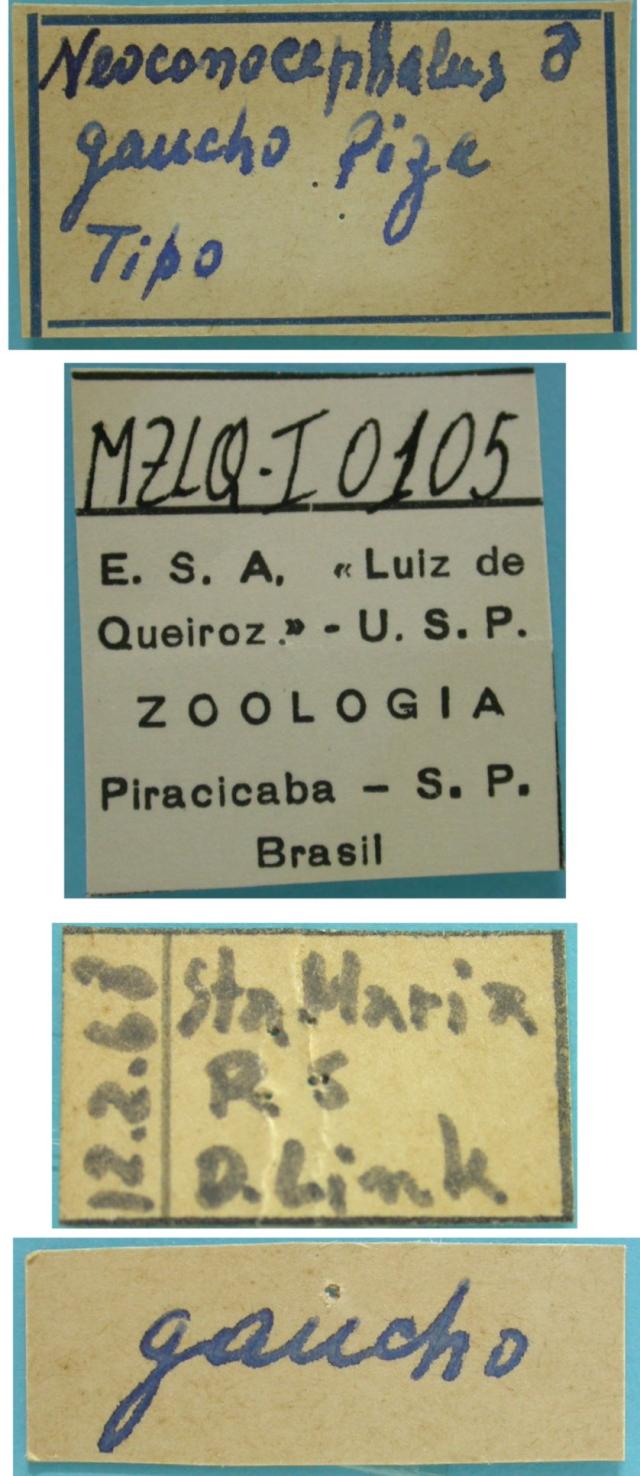 Neoconocephalus ♂
gaucho Piza
Tipo
MZLQ-I 0105
E. S. A. «Luiz de
Queiroz.» - U. S. P.
ZOOLOGIA
Piracicaba - S. P.
Brasil
Sta. Maria
R. S
D. Link
gaucho